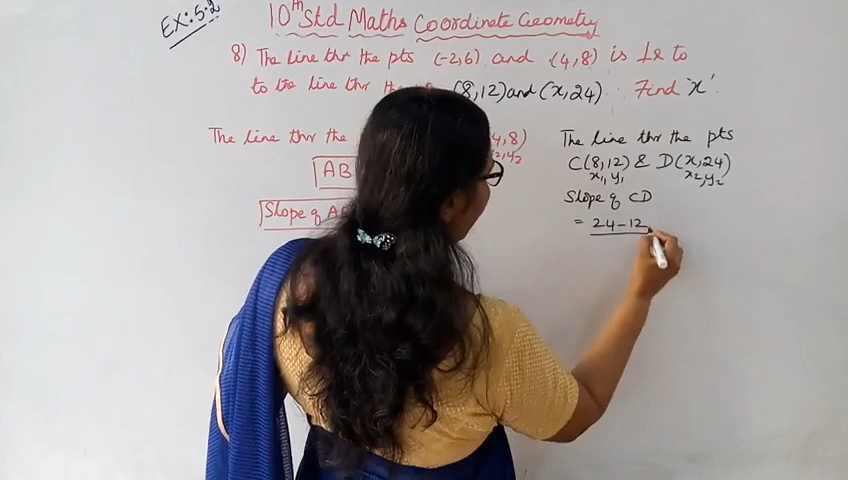 EX: 5.2
10th Std Maths Coordinate Geometry
8) The line thr the pts (-2,6) and (4,8) is ⊥r to
to the line thr (8,12) and (x,24) Find 'x'.
The line thr the 4,8)
x2,y2
AB
Slope of
The line thr the pts
C(8,12) & D(x,24)
x1,y1 x2,y2
Slope of CD
= 24-12